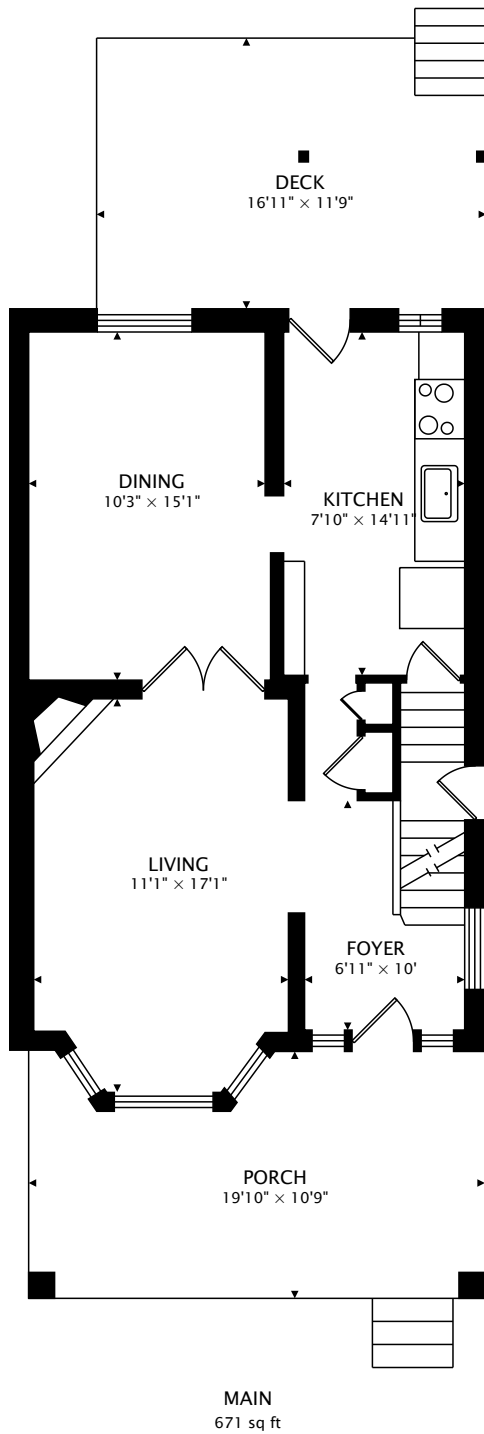 DECK
16'11" × 11'9"
DINING
10'3" × 15'1"
KITCHEN
7'10" × 14'11"
LIVING
11'1" × 17'1"
FOYER
6'11" × 10'
PORCH
19'10" × 10'9"
MAIN
671 sq ft